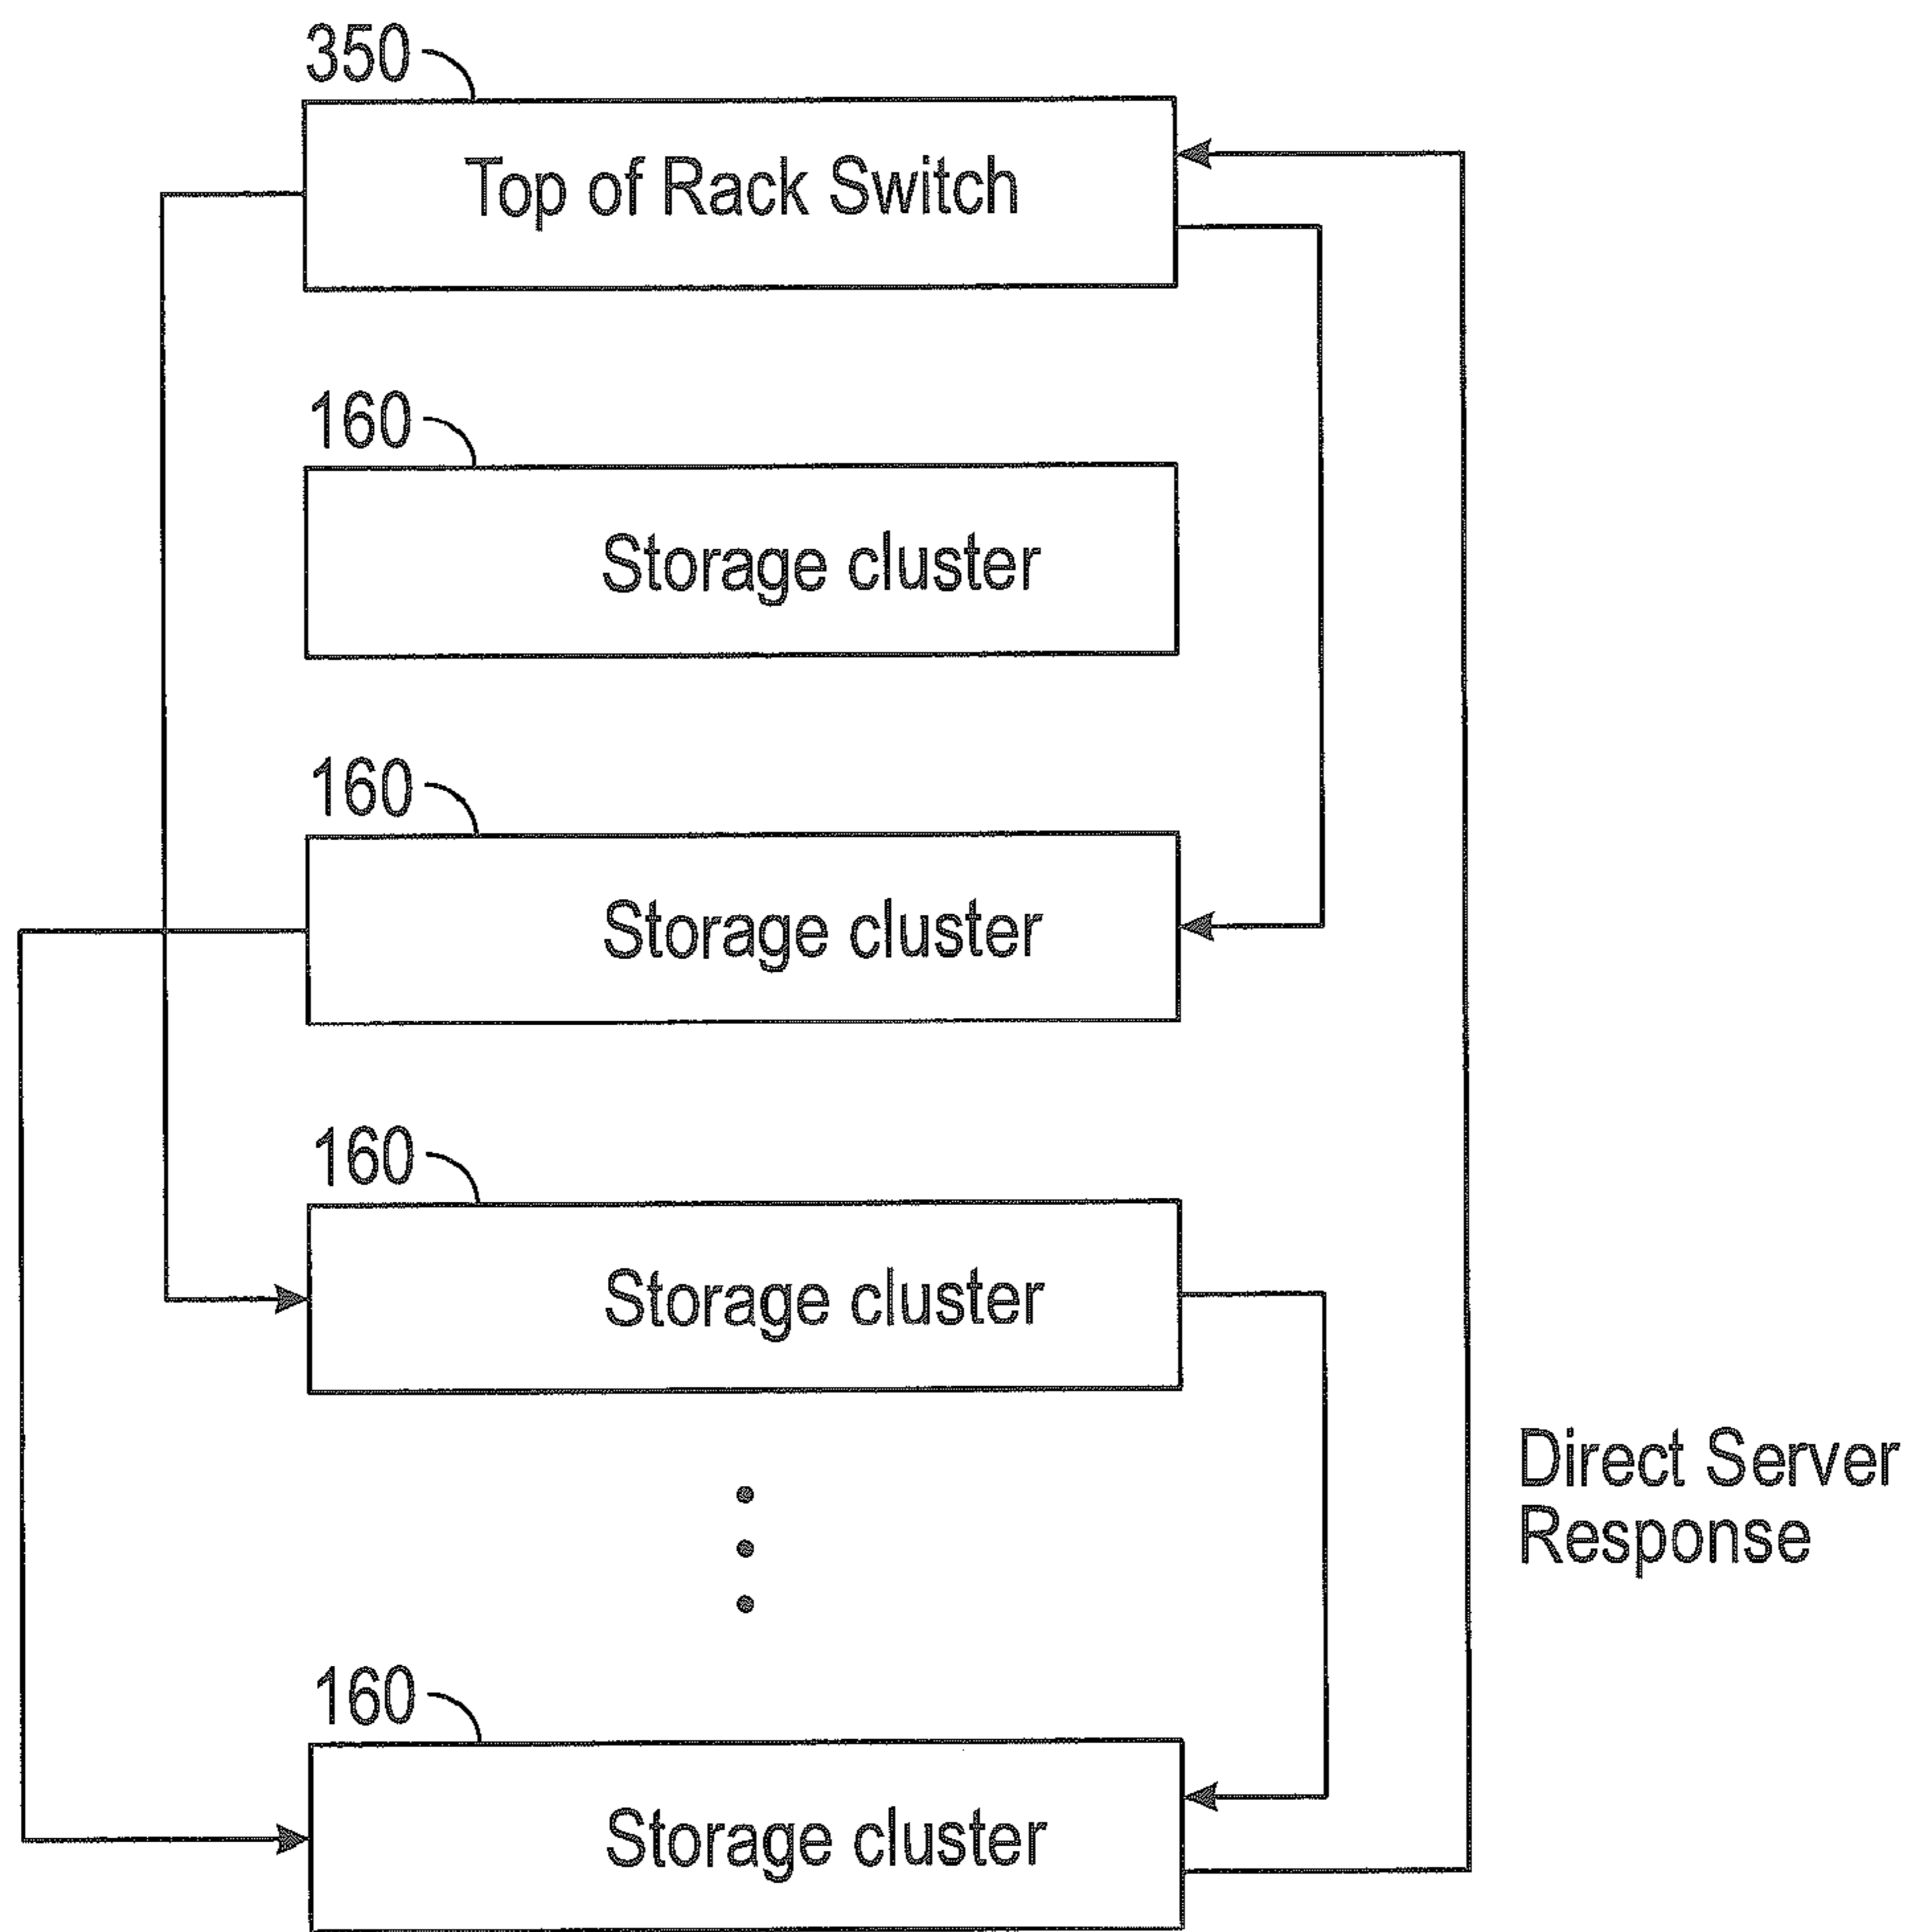 350
Top of Rack Switch
160
Storage cluster
160
Storage cluster
160
Storage cluster
Direct Server
Response
160
Storage cluster